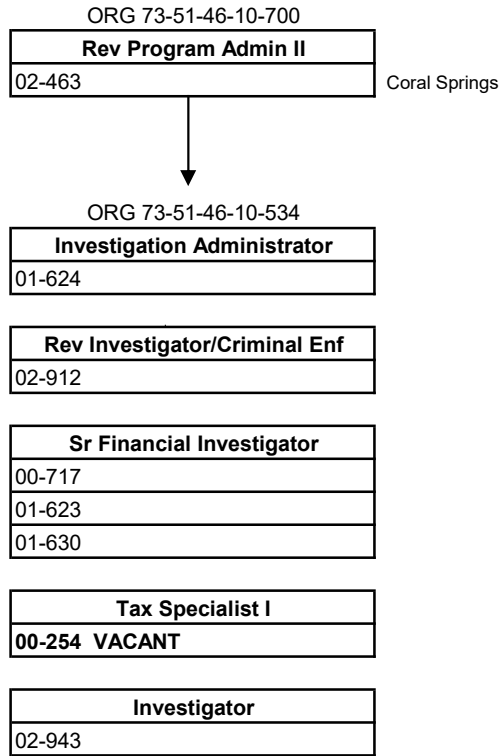 ORG 73-51-46-10-700
Rev Program Admin II
02-463 Coral Springs
ORG 73-51-46-10-534
Investigation Administrator
01-624
Rev Investigator/Criminal Enf
02-912
Sr Financial Investigator
00-717
01-623
01-630
Tax Specialist I
00-254 VACANT
Investigator
02-943